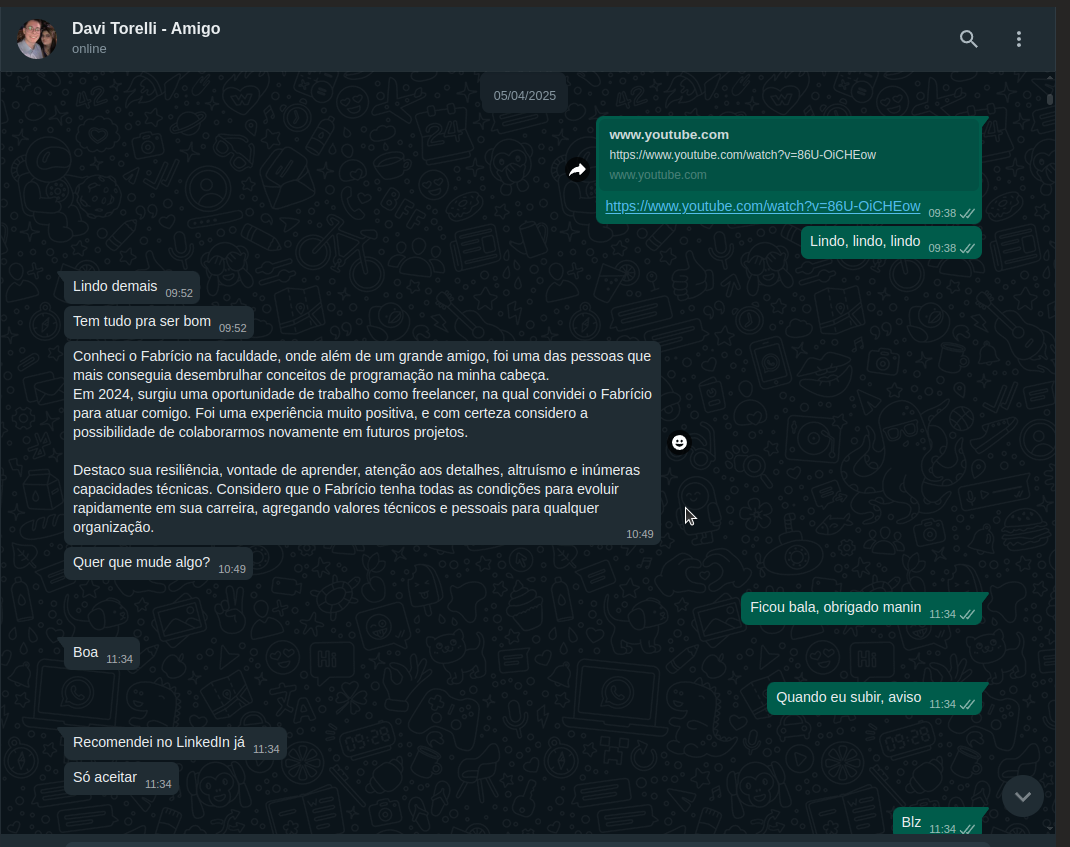 Davi Torelli - Amigo
online
05/04/2025
www.youtube.com
https://www.youtube.com/watch?v=86U-OiCHEow
www.youtube.com
https://www.youtube.com/watch?v=86U-OiCHEow 09:38
Lindo, lindo, lindo 09:38
Lindo demais 09:52
Tem tudo pra ser bom 09:52
Conheci o Fabrício na faculdade, onde além de um grande amigo, foi uma das pessoas que
mais conseguia desembrulhar conceitos de programação na minha cabeça.
Em 2024, surgiu uma oportunidade de trabalho como freelancer, na qual convidei o Fabrício
para atuar comigo. Foi uma experiência muito positiva, e com certeza considero a
possibilidade de colaborarmos novamente em futuros projetos.
Destaco sua resiliência, vontade de aprender, atenção aos detalhes, altruísmo e inúmeras
capacidades técnicas. Considero que o Fabrício tenha todas as condições para evoluir
rapidamente em sua carreira, agregando valores técnicos e pessoais para qualquer
organização. 10:49
Quer que mude algo? 10:49
Ficou bala, obrigado manin 11:34
Boa 11:34
Quando eu subir, aviso 11:34
Recomendei no LinkedIn já 11:34
Só aceitar 11:34
Blz 11:34